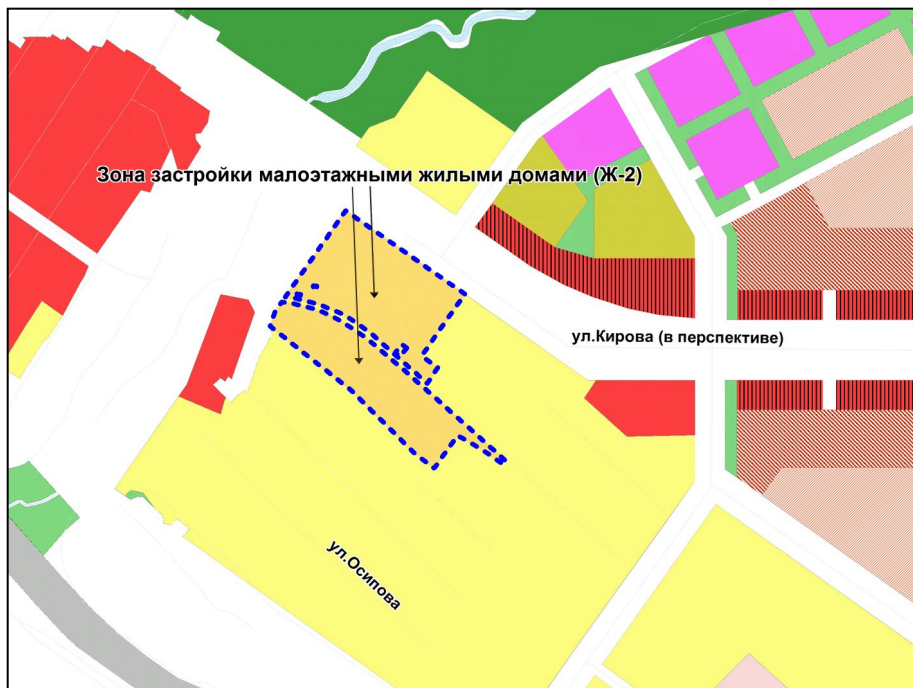 Зона застройки малоэтажными жилыми домами (Ж-2)
ул.Кирова (в перспективе)
ул.Осипова